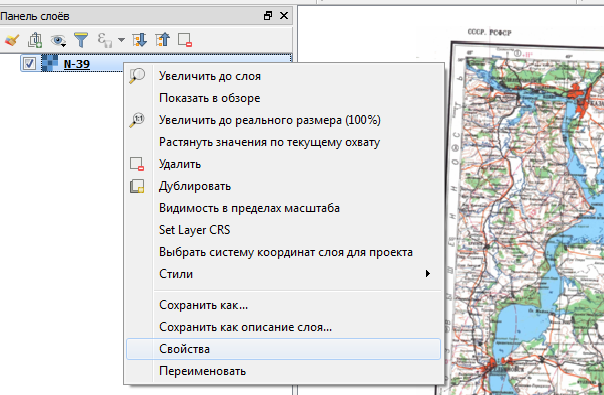 Панель слоёв
N-39
Увеличить до слоя
Показать в обзоре
Увеличить до реального размера (100%)
Растянуть значения по текущему охвату
Удалить
Дублировать
Видимость в пределах масштаба
Set Layer CRS
Выбрать систему координат слоя для проекта
Стили
Сохранить как...
Сохранить как описание слоя...
Свойства
Переименовать
СССР. РСФСР